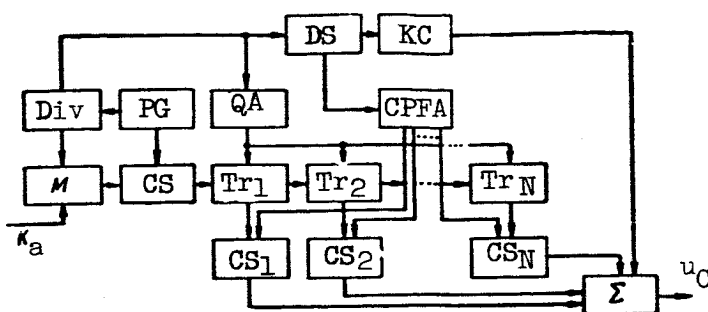 DS KC
Div PG QA CPFA
M CS Tr1 Tr2 TrN
Ka
CS1 CS2 CSN
Σ uC